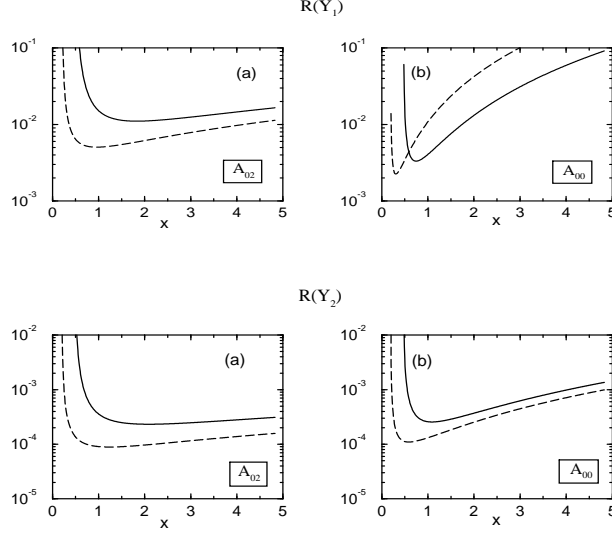 R(Y₁)
10⁻¹ (a) 10⁻¹ (b)
10⁻² 10⁻²
A₀₂ A₀₀
10⁻³ 10⁻³
0 1 2 3 4 5 0 1 2 3 4 5
x x
R(Y₂)
10⁻² 10⁻²
(a) (b)
10⁻³ 10⁻³
10⁻⁴ 10⁻⁴
A₀₂ A₀₀
10⁻⁵ 10⁻⁵
0 1 2 3 4 5 0 1 2 3 4 5
x x